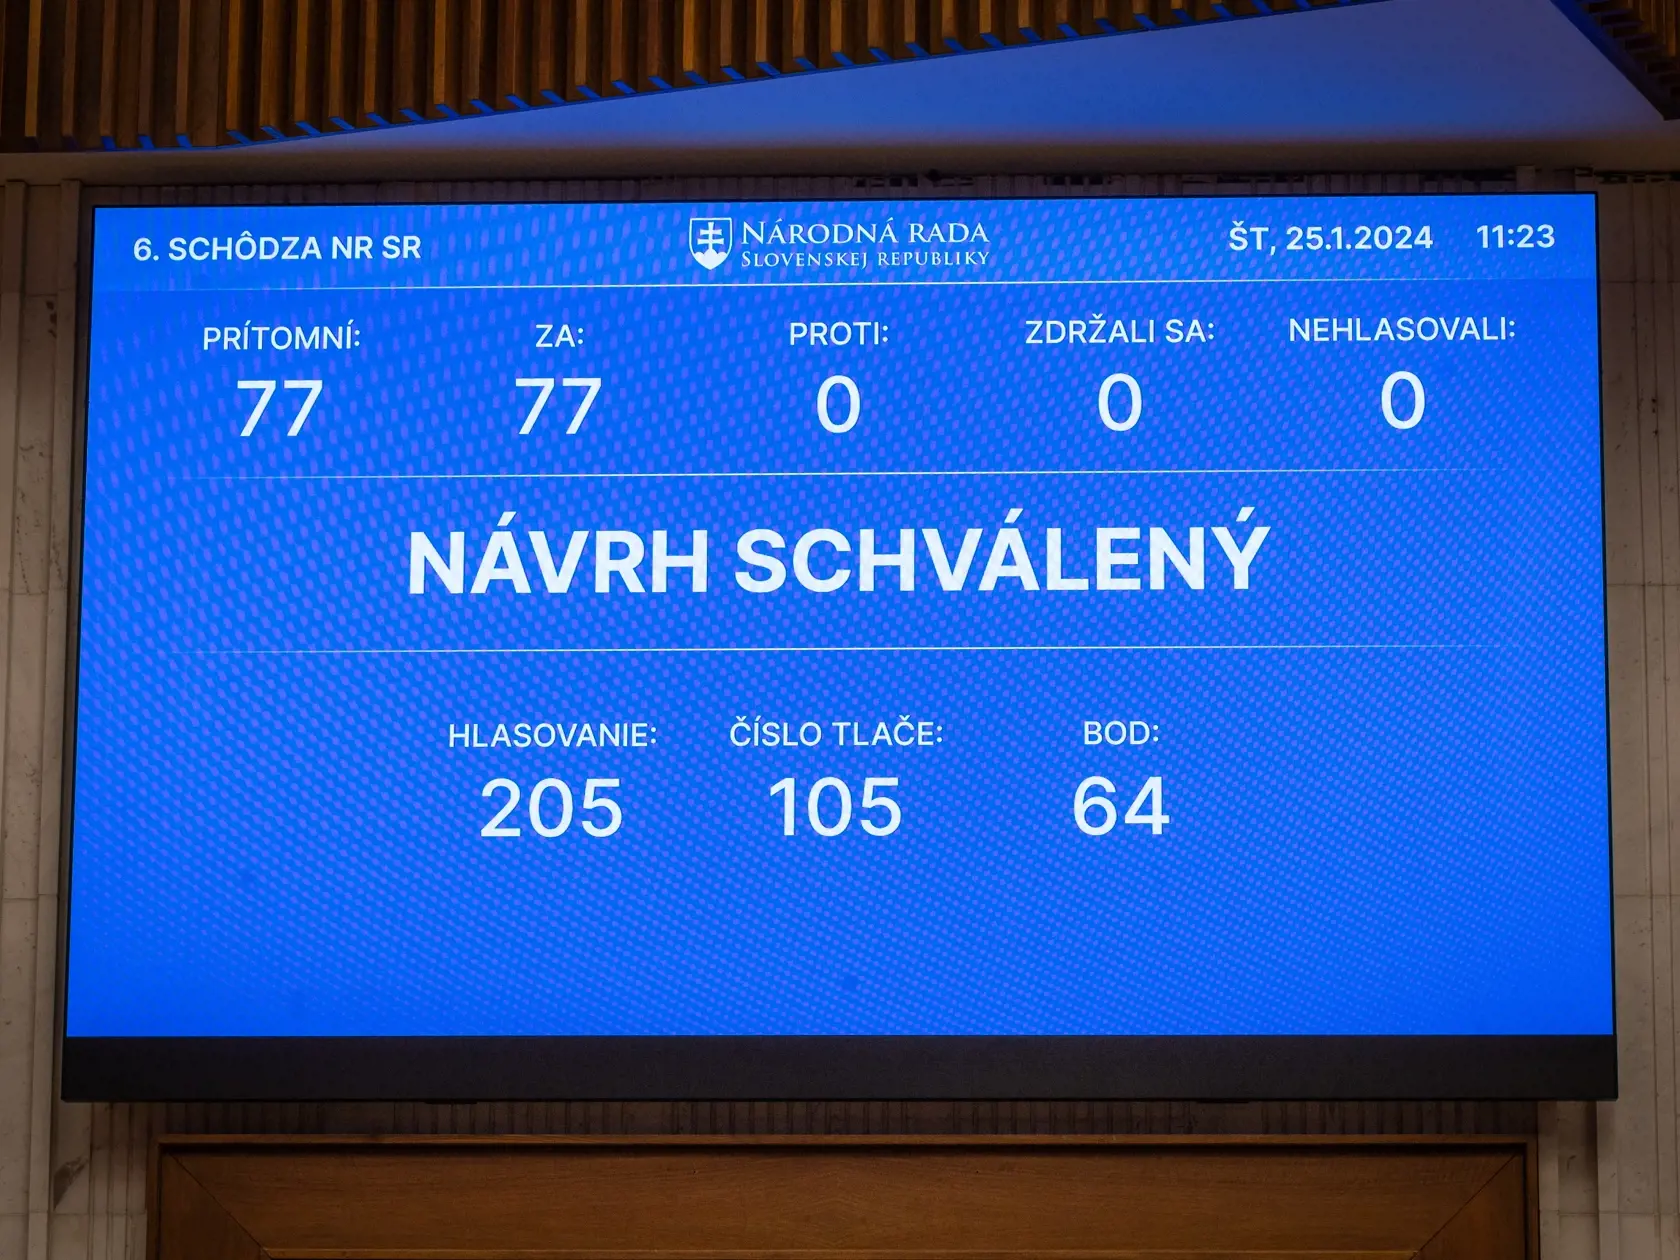 6. SCHÔDZA NR SR
NÁRODNÁ RADA
SLOVENSKEJ REPUBLIKY
ŠT, 25.1.2024 11:23
PRÍTOMNÍ: ZA: PROTI: ZDRŽALI SA: NEHLASOVALI:
77 77 0 0 0
NÁVRH SCHVÁLENÝ
HLASOVANIE: ČÍSLO TLAČE: BOD:
205 105 64